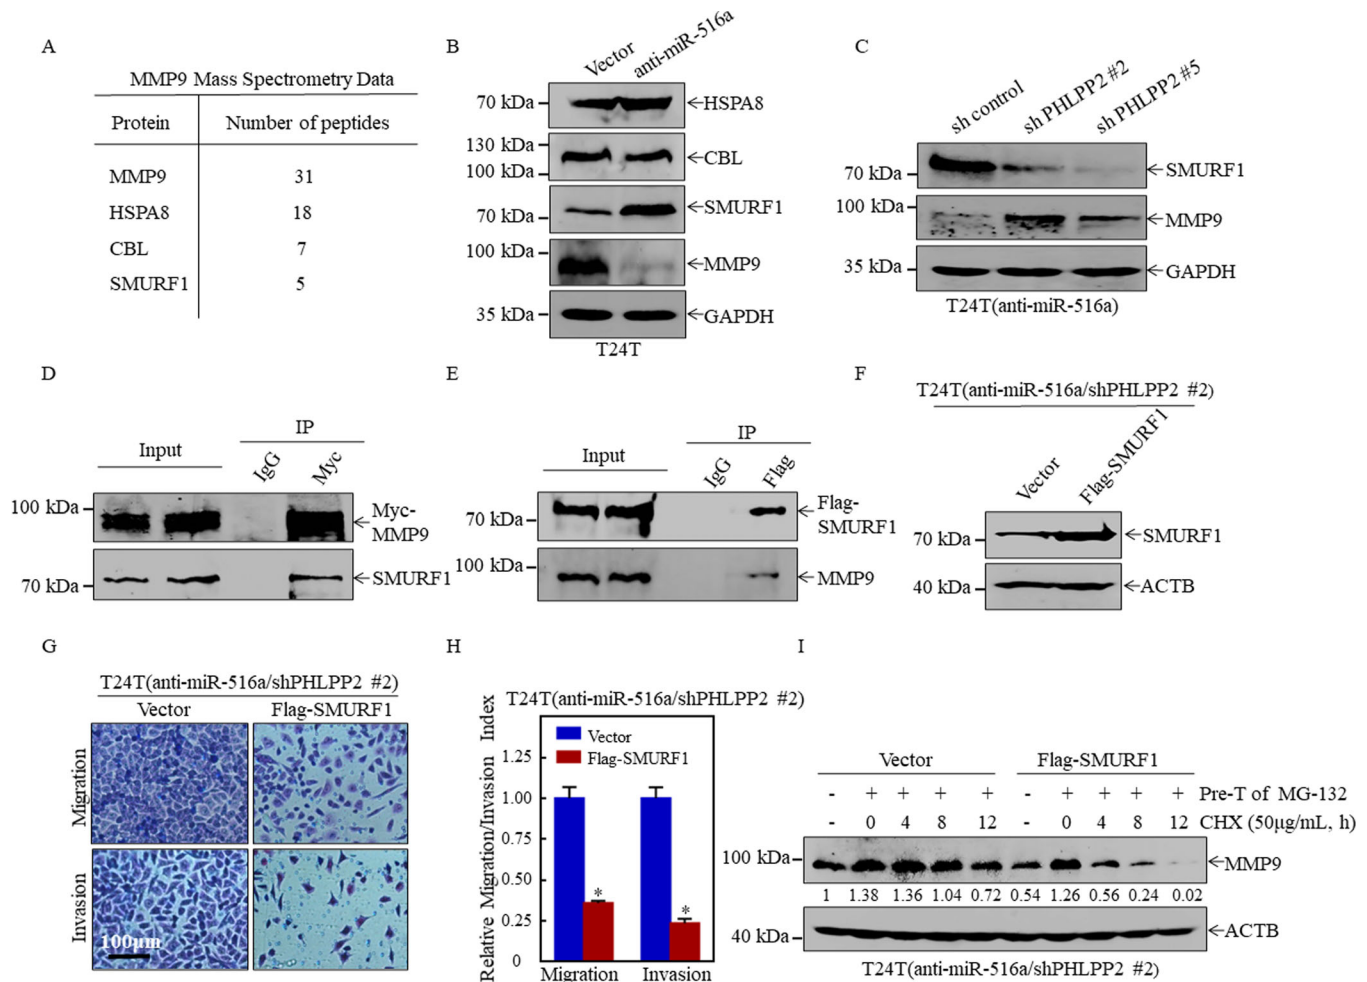 A
MMP9 Mass Spectrometry Data
Protein Number of peptides
MMP9 31
HSPA8 18
CBL 7
SMURF1 5
B
Vector anti-miR-516a
70 kDa HSPA8
130 kDa
100 kDa CBL
70 kDa SMURF1
100 kDa MMP9
35 kDa GAPDH
T24T
C
sh control sh PHLPP2 #2 sh PHLPP2 #5
70 kDa SMURF1
100 kDa MMP9
35 kDa GAPDH
T24T(anti-miR-516a)
D
Input IP
IgG Myc
100 kDa Myc-
MMP9
70 kDa SMURF1
E
Input IP
IgG Flag
70 kDa Flag-
SMURF1
100 kDa MMP9
F
T24T(anti-miR-516a/shPHLPP2 #2)
Vector Flag-SMURF1
70 kDa SMURF1
40 kDa ACTB
G
T24T(anti-miR-516a/shPHLPP2 #2)
Vector Flag-SMURF1
Migration
Invasion
100μm
H
T24T(anti-miR-516a/shPHLPP2 #2)
Relative Migration/Invasion Index
Vector
Flag-SMURF1
1.25
1.00
0.75
0.50
0.25
0
* *
Migration Invasion
I
Vector Flag-SMURF1
- + + + + - + + + + Pre-T of MG-132
- 0 4 8 12 - 0 4 8 12 CHX (50μg/mL, h)
100 kDa MMP9
1 1.38 1.36 1.04 0.72 0.54 1.26 0.56 0.24 0.02
40 kDa ACTB
T24T(anti-miR-516a/shPHLPP2 #2)